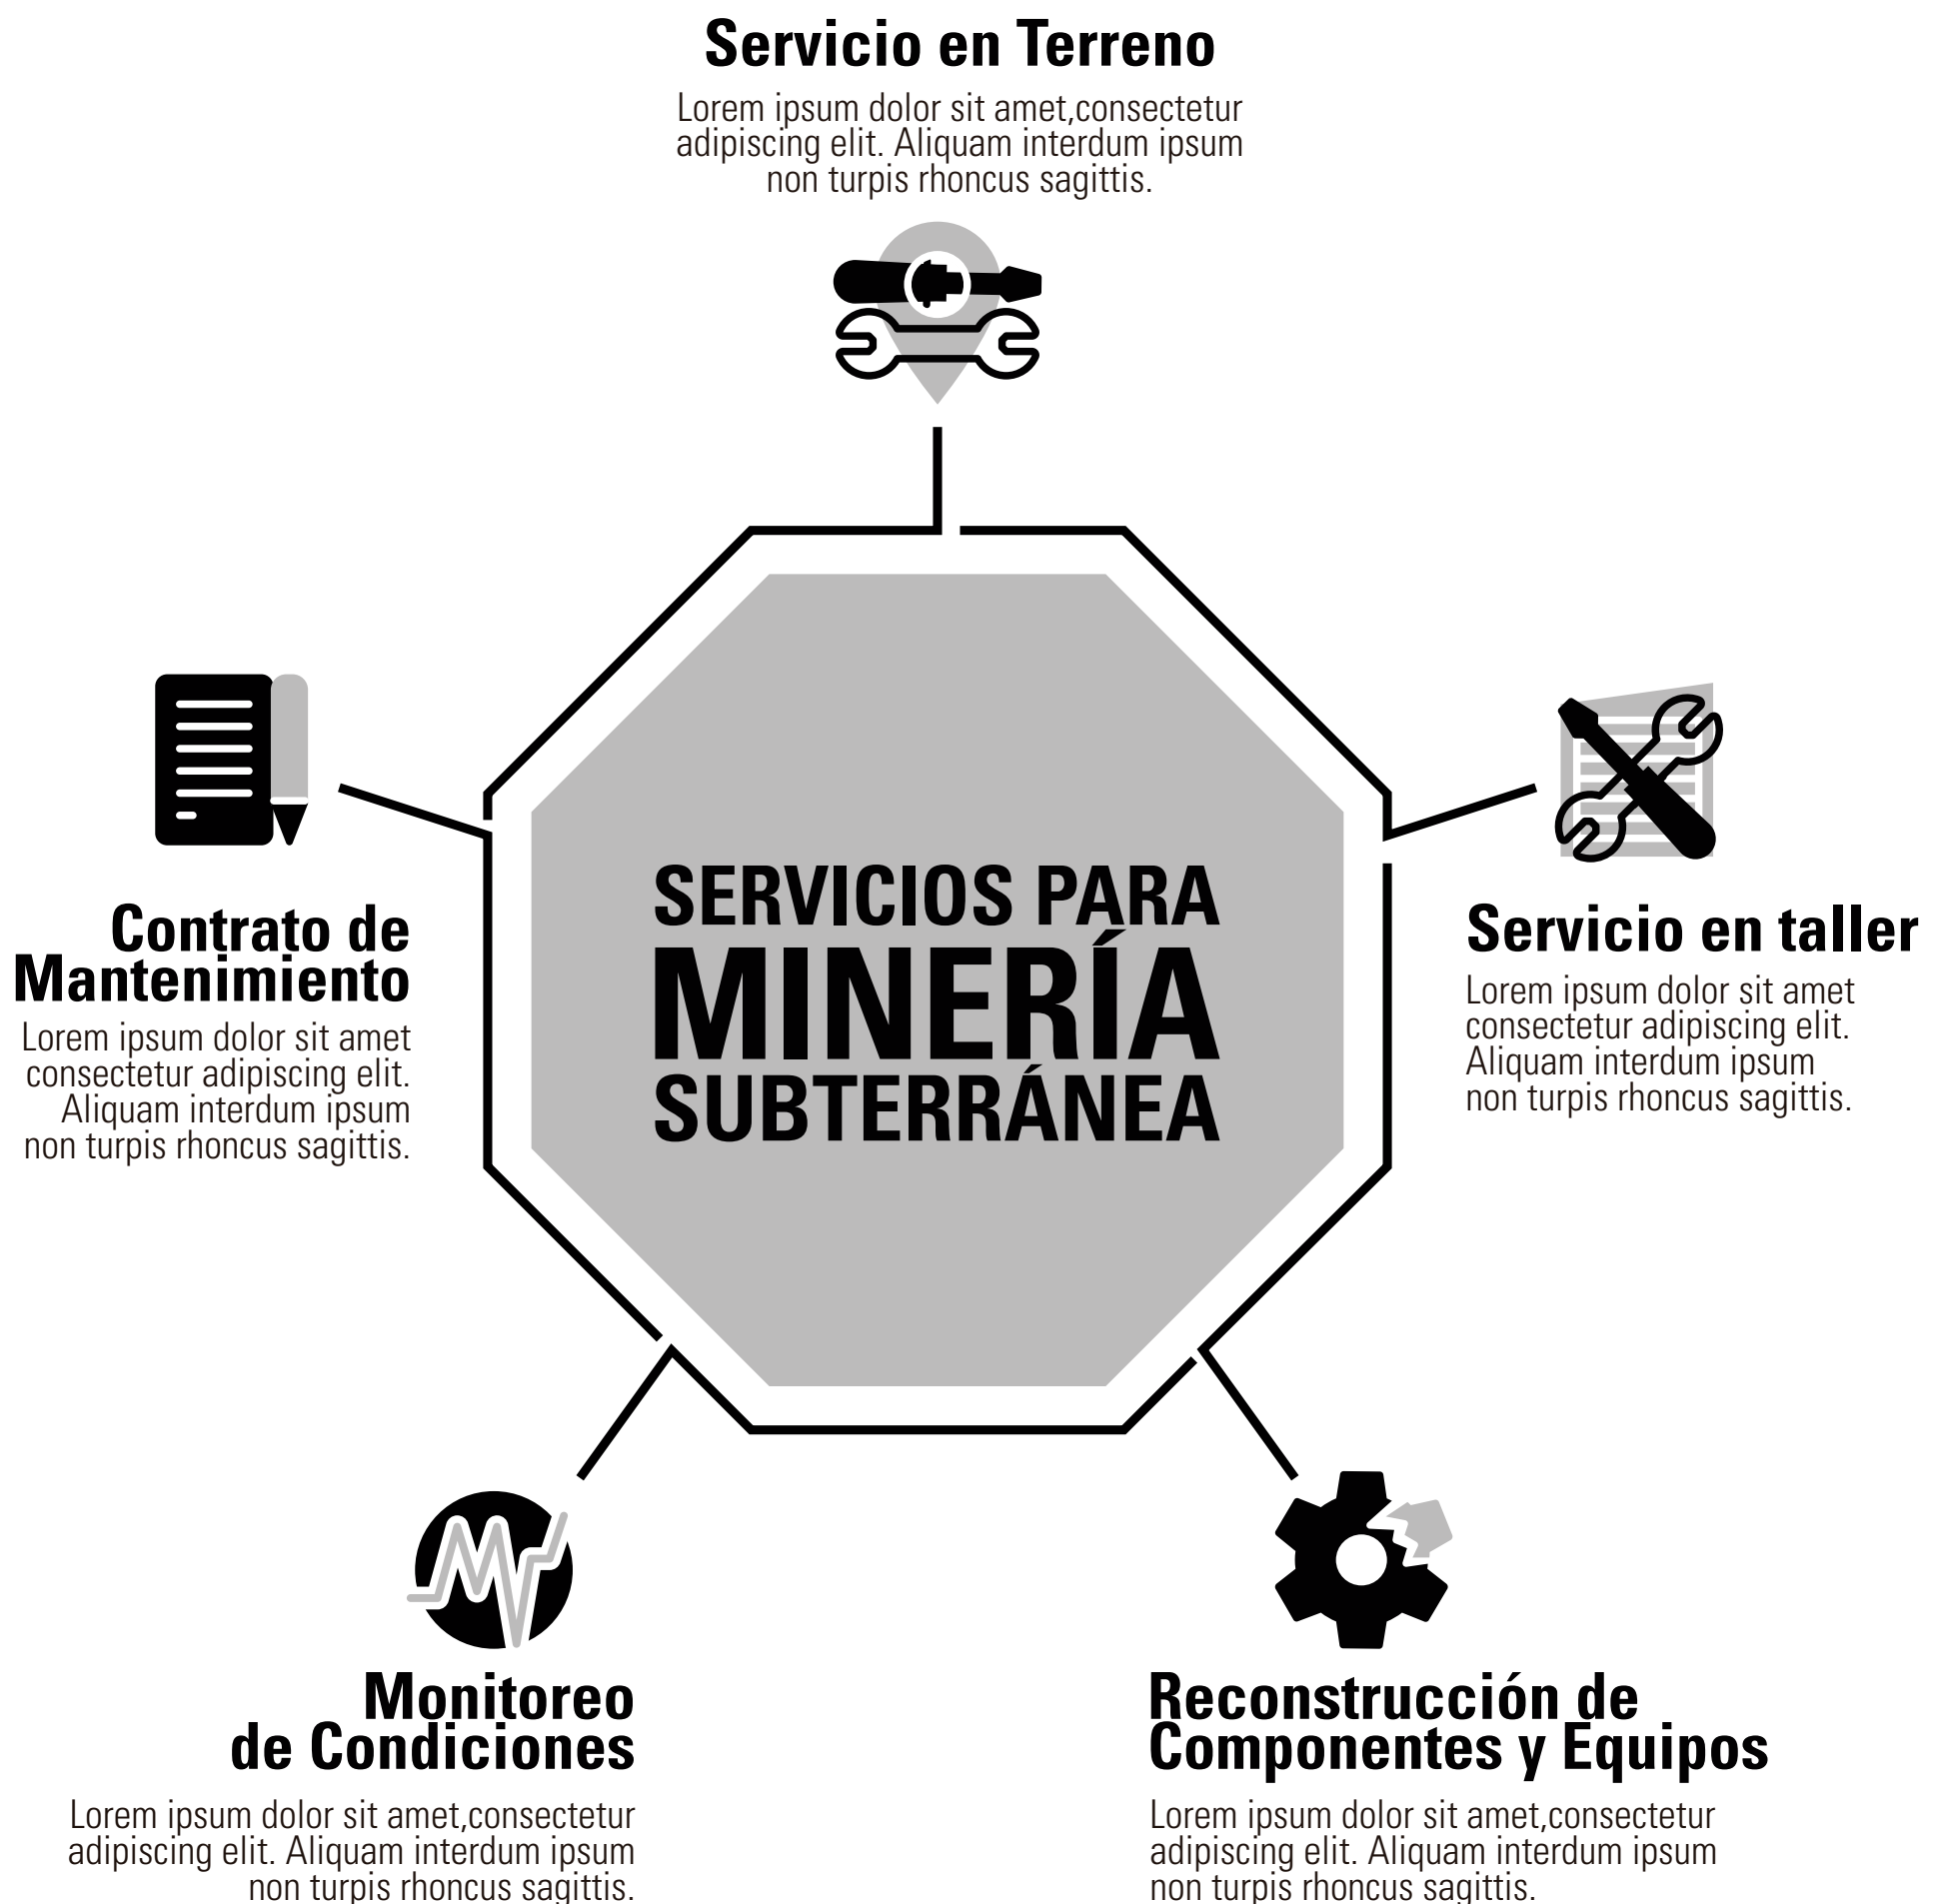 Servicio en Terreno
Lorem ipsum dolor sit amet,consectetur
adipiscing elit. Aliquam interdum ipsum
non turpis rhoncus sagittis.
SERVICIOS PARA
MINERÍA
SUBTERRÁNEA
Contrato de
Mantenimiento
Lorem ipsum dolor sit amet
consectetur adipiscing elit.
Aliquam interdum ipsum
non turpis rhoncus sagittis.
Servicio en taller
Lorem ipsum dolor sit amet
consectetur adipiscing elit.
Aliquam interdum ipsum
non turpis rhoncus sagittis.
Monitoreo
de Condiciones
Lorem ipsum dolor sit amet,consectetur
adipiscing elit. Aliquam interdum ipsum
non turpis rhoncus sagittis.
Reconstrucción de
Componentes y Equipos
Lorem ipsum dolor sit amet,consectetur
adipiscing elit. Aliquam interdum ipsum
non turpis rhoncus sagittis.